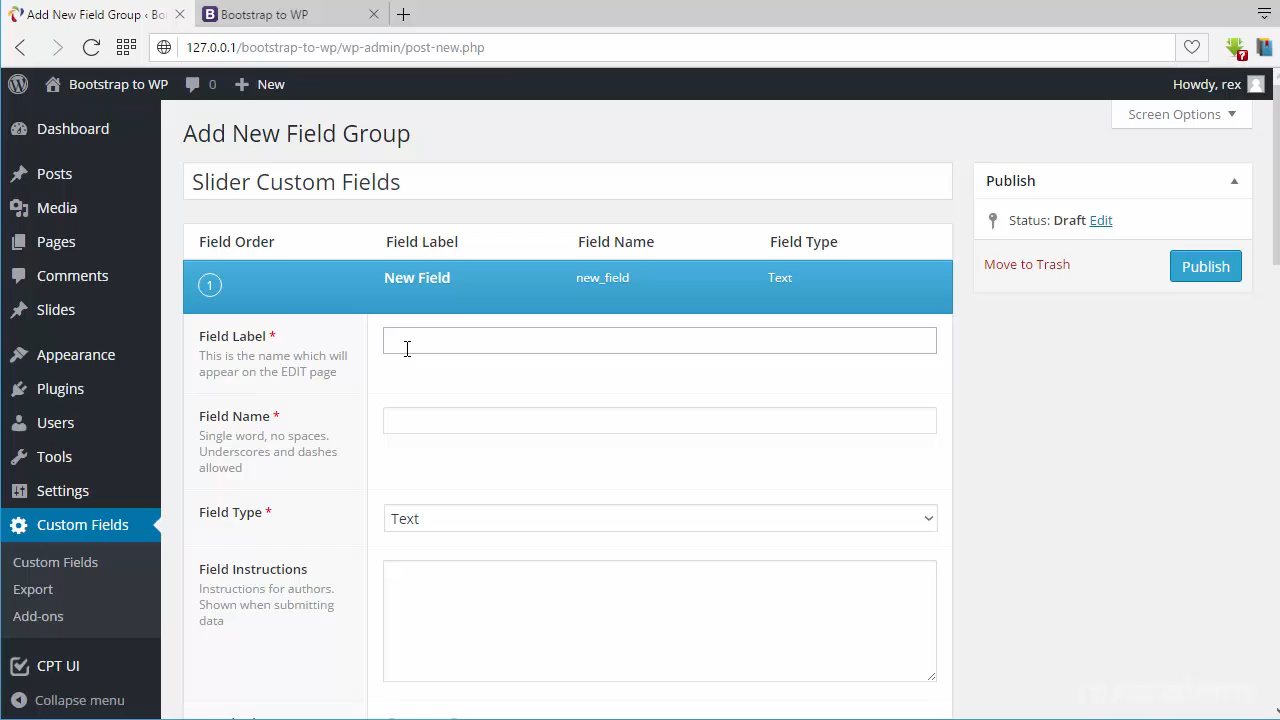 Add New Field Group ‹ Bo
Bootstrap to WP
127.0.0.1/bootstrap-to-wp/wp-admin/post-new.php
Bootstrap to WP
0
New
Howdy, rex
Screen Options
Dashboard
Posts
Media
Pages
Comments
Slides
Appearance
Plugins
Users
Tools
Settings
Custom Fields
Custom Fields
Export
Add-ons
CPT UI
Collapse menu
Add New Field Group
Slider Custom Fields
Field Order Field Label Field Name Field Type
1 New Field new_field Text
Field Label *
This is the name which will
appear on the EDIT page
Field Name *
Single word, no spaces.
Underscores and dashes
allowed
Field Type *
Text
Field Instructions
Instructions for authors.
Shown when submitting
data
Publish
Status: Draft Edit
Move to Trash
Publish